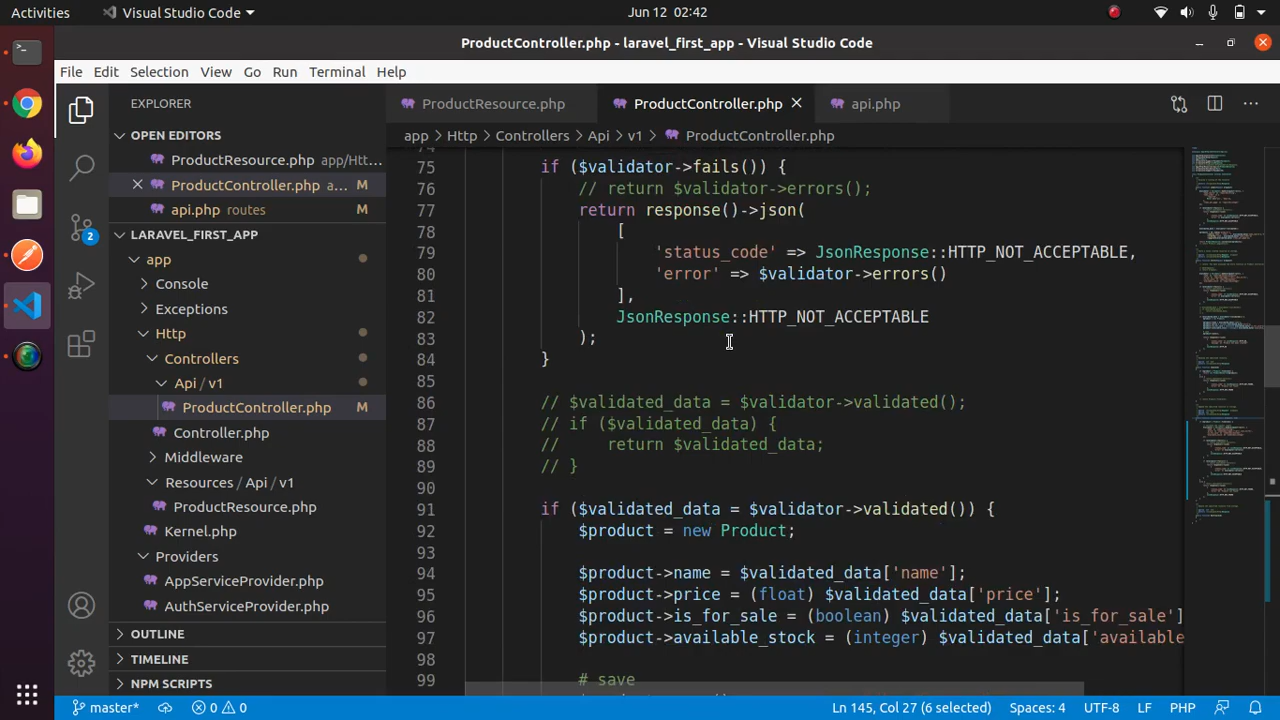 Activities Visual Studio Code Jun 12 02:42
ProductController.php - laravel_first_app - Visual Studio Code
File Edit Selection View Go Run Terminal Help
EXPLORER
OPEN EDITORS
ProductResource.php app/Htt...
ProductController.php a... M
api.php routes M
LARAVEL_FIRST_APP
app
Console
Exceptions
Http
Controllers
Api / v1
ProductController.php M
Controller.php
Middleware
Resources / Api / v1
ProductResource.php
Kernel.php
Providers
AppServiceProvider.php
AuthServiceProvider.php
OUTLINE
TIMELINE
NPM SCRIPTS
2
ProductResource.php ProductController.php api.php
app > Http > Controllers > Api > v1 > ProductController.php
75 if ($validator->fails()) {
76 // return $validator->errors();
77 return response()->json(
78 [
79 'status_code' => JsonResponse::HTTP_NOT_ACCEPTABLE,
80 'error' => $validator->errors()
81 ],
82 JsonResponse::HTTP_NOT_ACCEPTABLE
83 );
84 }
85
86 // $validated_data = $validator->validated();
87 // if ($validated_data) {
88 //     return $validated_data;
89 // }
90
91 if ($validated_data = $validator->validated()) {
92 $product = new Product;
93
94 $product->name = $validated_data['name'];
95 $product->price = (float) $validated_data['price'];
96 $product->is_for_sale = (boolean) $validated_data['is_for_sale']
97 $product->available_stock = (integer) $validated_data['available
98
99 # save
master* 0 0 Ln 145, Col 27 (6 selected) Spaces: 4 UTF-8 LF PHP